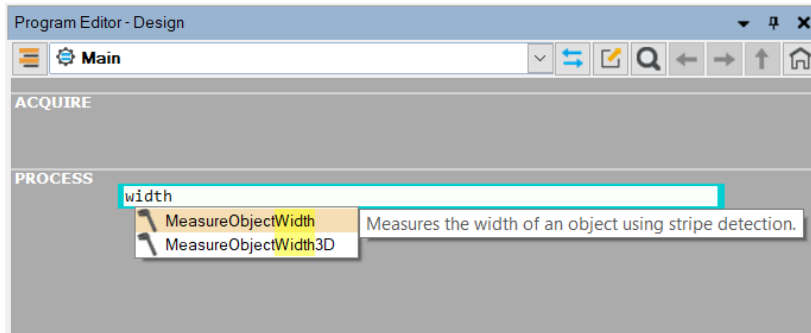 Program Editor - Design
Main
ACQUIRE
PROCESS
width
MeasureObjectWidth
Measures the width of an object using stripe detection.
MeasureObjectWidth3D